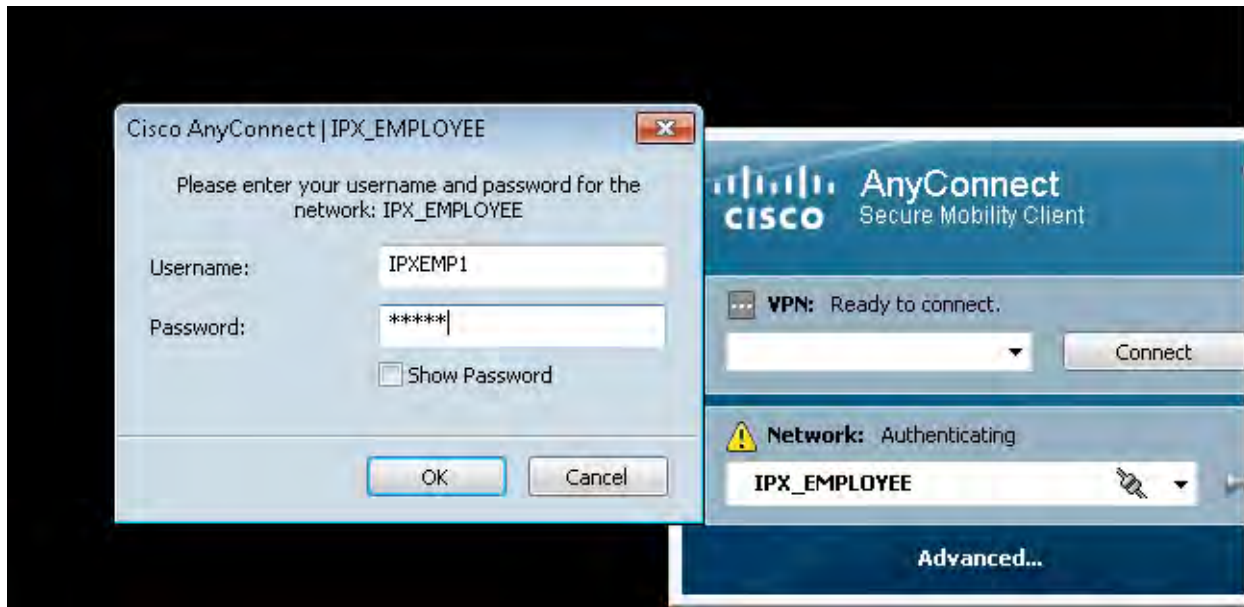 Cisco AnyConnect | IPX_EMPLOYEE
Please enter your username and password for the
network: IPX_EMPLOYEE
Username:
IPXEMP1
Password:
*****
Show Password
OK
Cancel
CISCO
AnyConnect
Secure Mobility Client
VPN: Ready to connect.
Connect
Network: Authenticating
IPX_EMPLOYEE
Advanced...